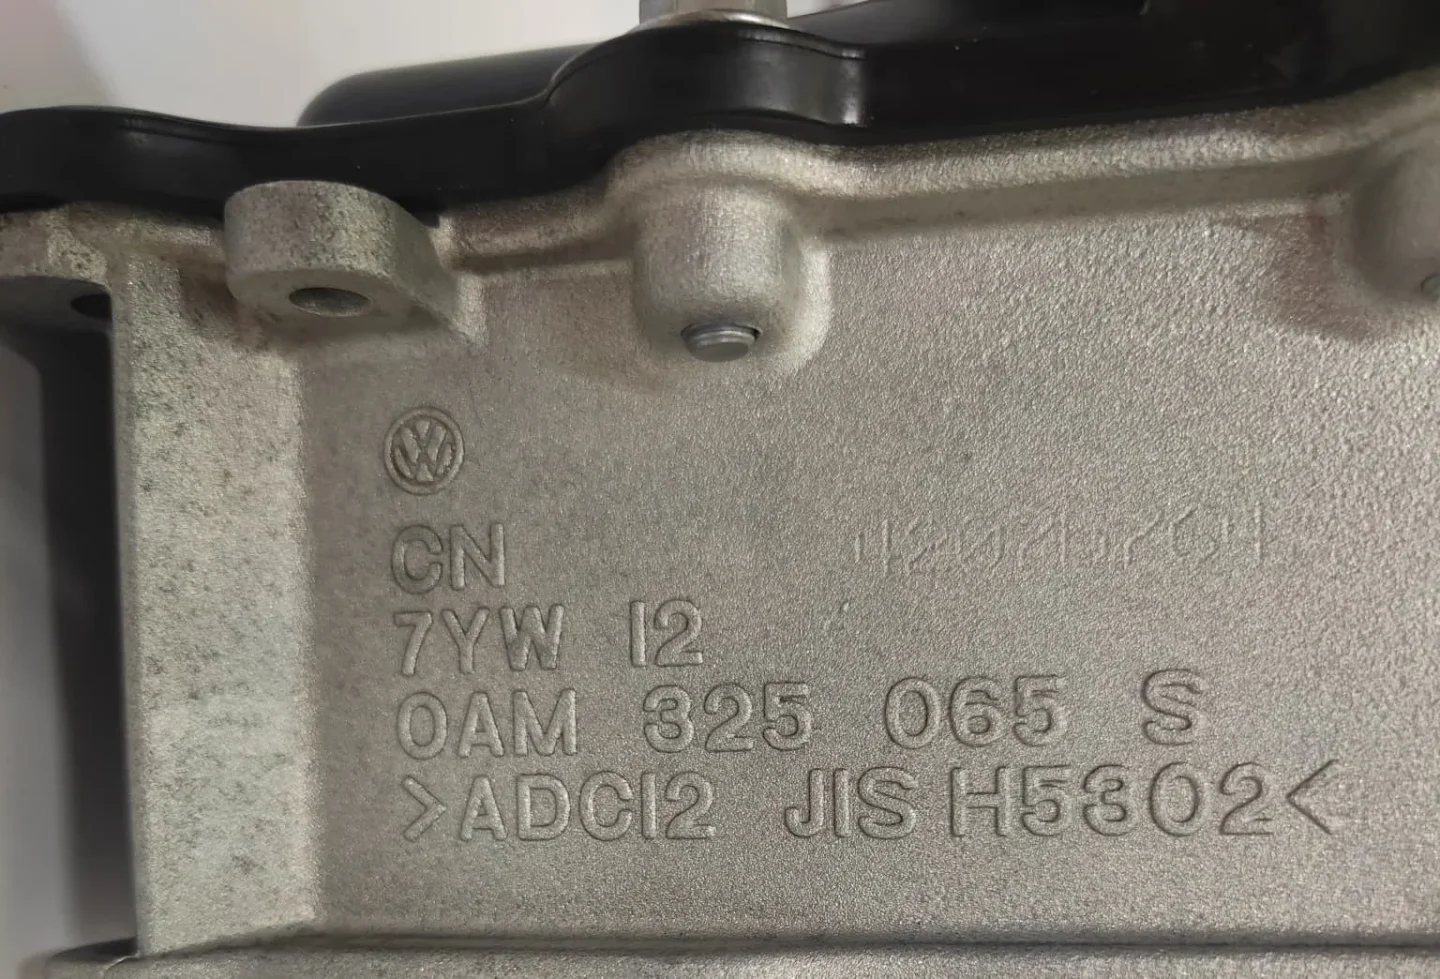 CN
7YW 12
0AM 325 065 S
>ADC12 JIS H5302<